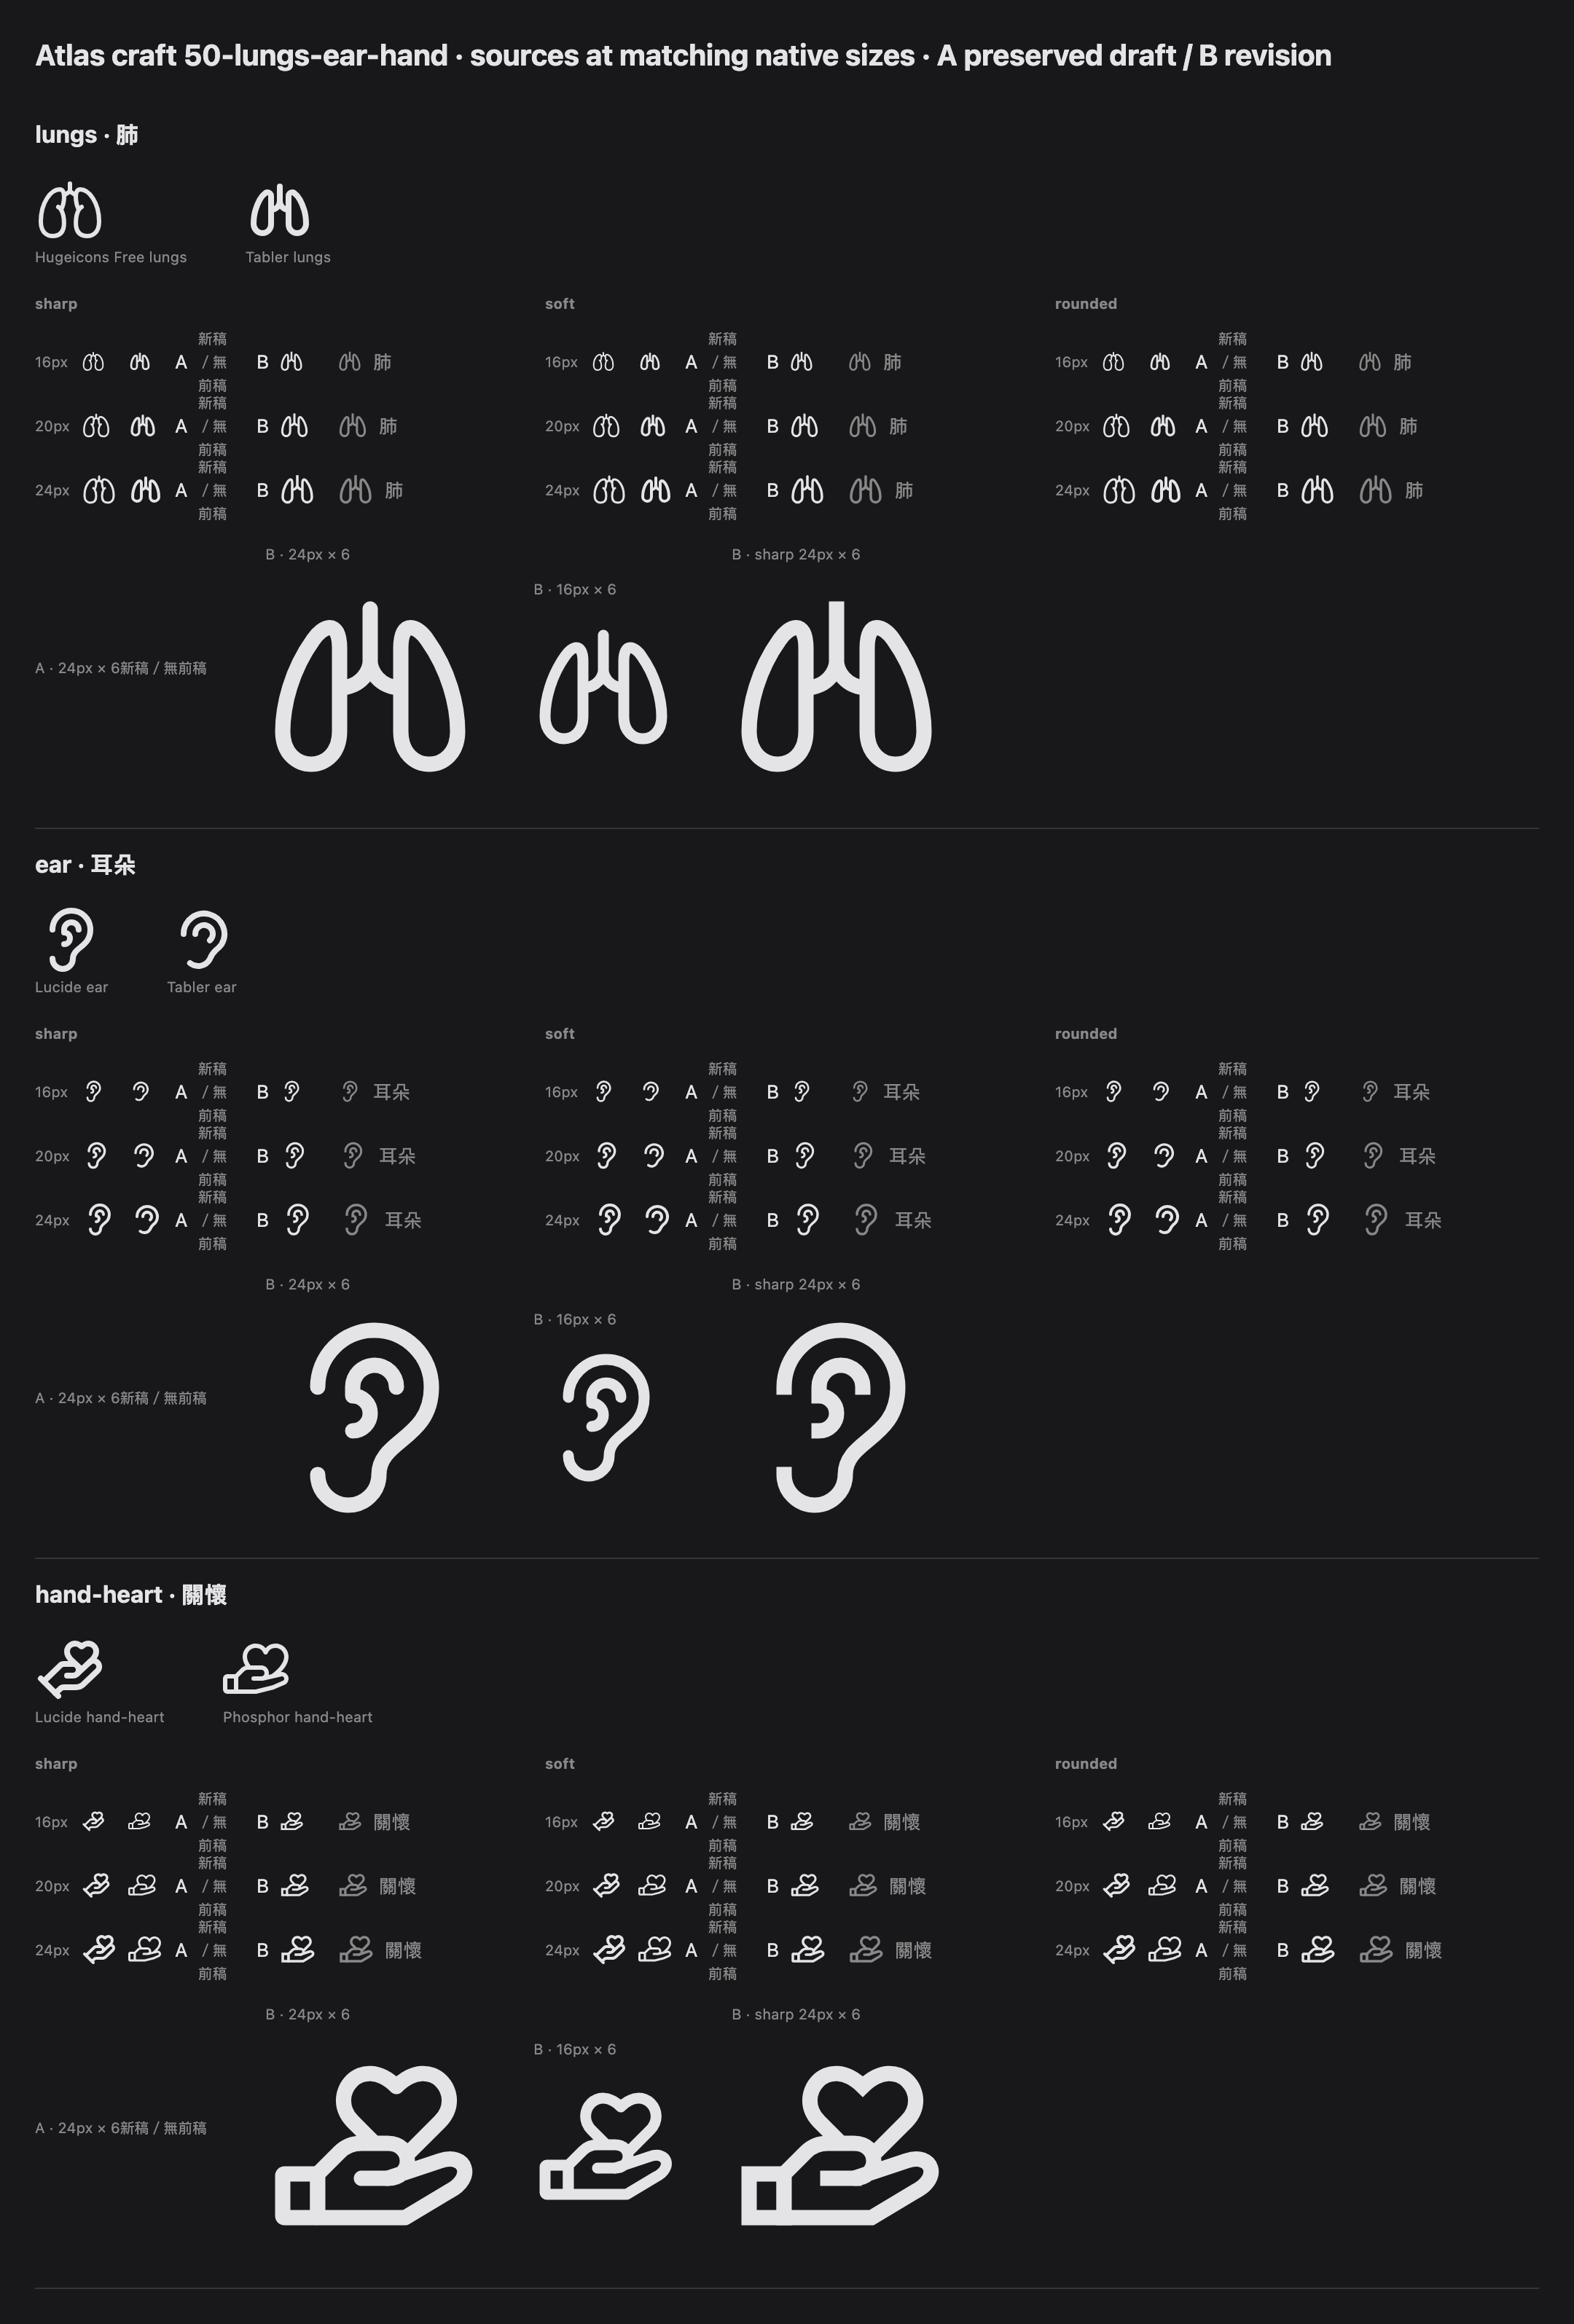 Atlas craft 50-lungs-ear-hand · sources at matching native sizes · A preserved draft / B revision
lungs · 肺
Hugeicons Free lungs
Tabler lungs
sharp
soft
rounded
16px A 新稿 / 無前稿 B 肺
16px A 新稿 / 無前稿 B 肺
16px A 新稿 / 無前稿 B 肺
20px A 新稿 / 無前稿 B 肺
20px A 新稿 / 無前稿 B 肺
20px A 新稿 / 無前稿 B 肺
24px A 新稿 / 無前稿 B 肺
24px A 新稿 / 無前稿 B 肺
24px A 新稿 / 無前稿 B 肺
B · 24px × 6
B · sharp 24px × 6
B · 16px × 6
A · 24px × 6新稿 / 無前稿
ear · 耳朵
Lucide ear
Tabler ear
sharp
soft
rounded
16px A 新稿 / 無前稿 B 耳朵
16px A 新稿 / 無前稿 B 耳朵
16px A 新稿 / 無前稿 B 耳朵
20px A 新稿 / 無前稿 B 耳朵
20px A 新稿 / 無前稿 B 耳朵
20px A 新稿 / 無前稿 B 耳朵
24px A 新稿 / 無前稿 B 耳朵
24px A 新稿 / 無前稿 B 耳朵
24px A 新稿 / 無前稿 B 耳朵
B · 24px × 6
B · sharp 24px × 6
B · 16px × 6
A · 24px × 6新稿 / 無前稿
hand-heart · 關懷
Lucide hand-heart
Phosphor hand-heart
sharp
soft
rounded
16px A 新稿 / 無前稿 B 關懷
16px A 新稿 / 無前稿 B 關懷
16px A 新稿 / 無前稿 B 關懷
20px A 新稿 / 無前稿 B 關懷
20px A 新稿 / 無前稿 B 關懷
20px A 新稿 / 無前稿 B 關懷
24px A 新稿 / 無前稿 B 關懷
24px A 新稿 / 無前稿 B 關懷
24px A 新稿 / 無前稿 B 關懷
B · 24px × 6
B · sharp 24px × 6
B · 16px × 6
A · 24px × 6新稿 / 無前稿